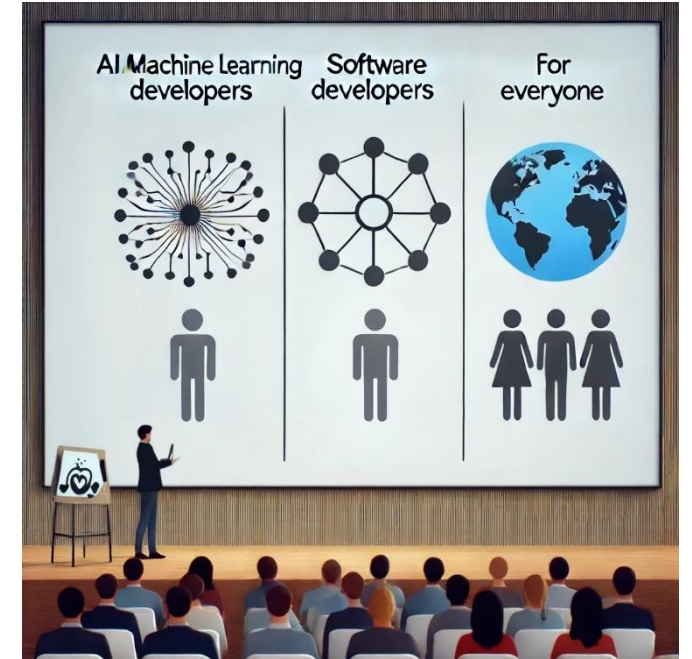 AI Machine Learning
developers
Software
developers
For
everyone